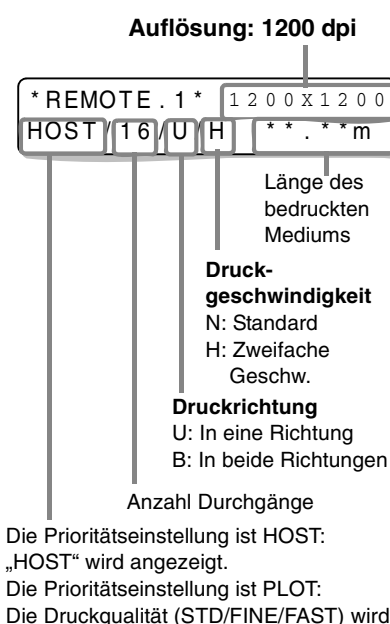 Auflösung: 1200 dpi
*REMOTE.1* 1200X1200
HOST/16/U/H **.**m
Länge des
bedruckten
Mediums
Druck-
geschwindigkeit
N: Standard
H: Zweifache
Geschw.
Druckrichtung
U: In eine Richtung
B: In beide Richtungen
Anzahl Durchgänge
Die Prioritätseinstellung ist HOST:
„HOST“ wird angezeigt.
Die Prioritätseinstellung ist PLOT:
Die Druckqualität (STD/FINE/FAST) wird